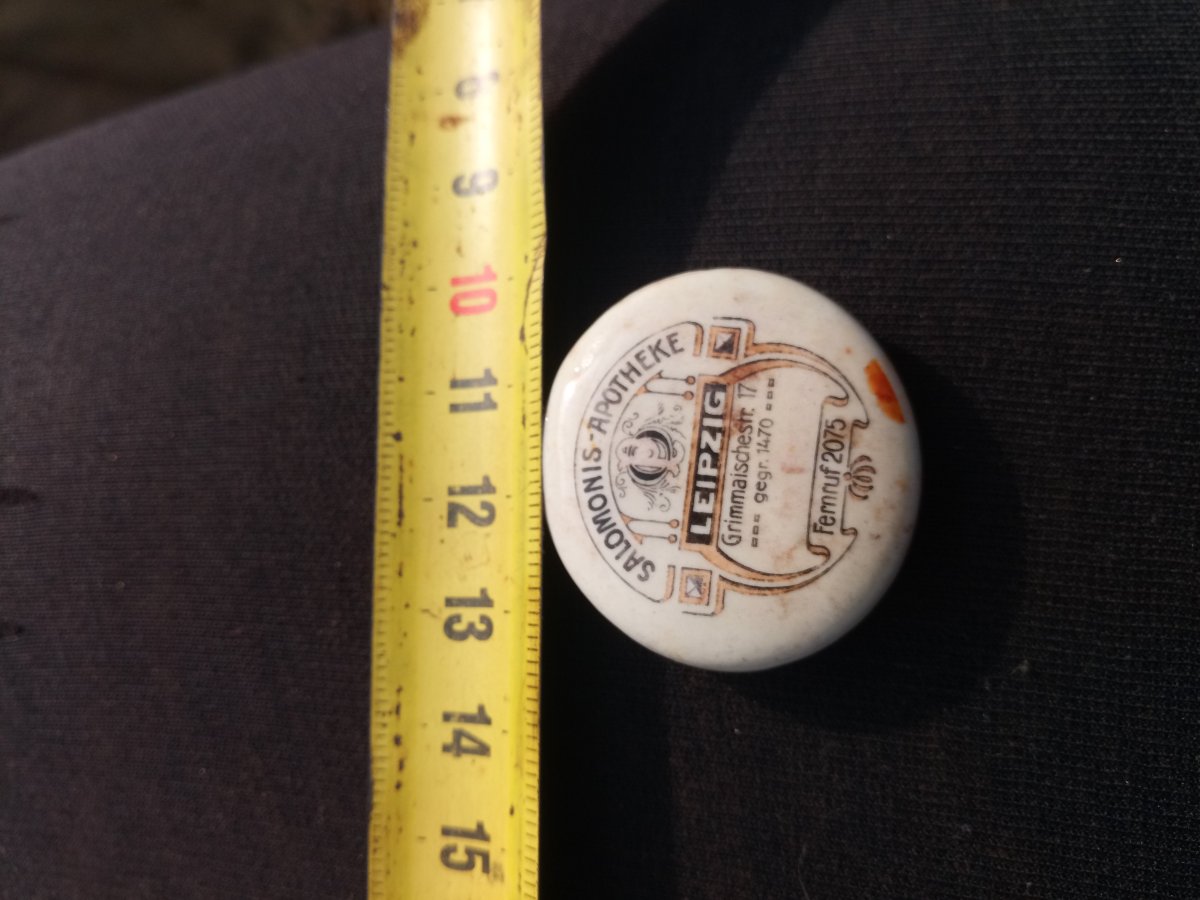 8
9
10
11
12
13
14
15
SALOMONIS-APOTHEKE
LEIPZIG
Grimmaischestr. 17
gegr. 1470
Fernruf 2075